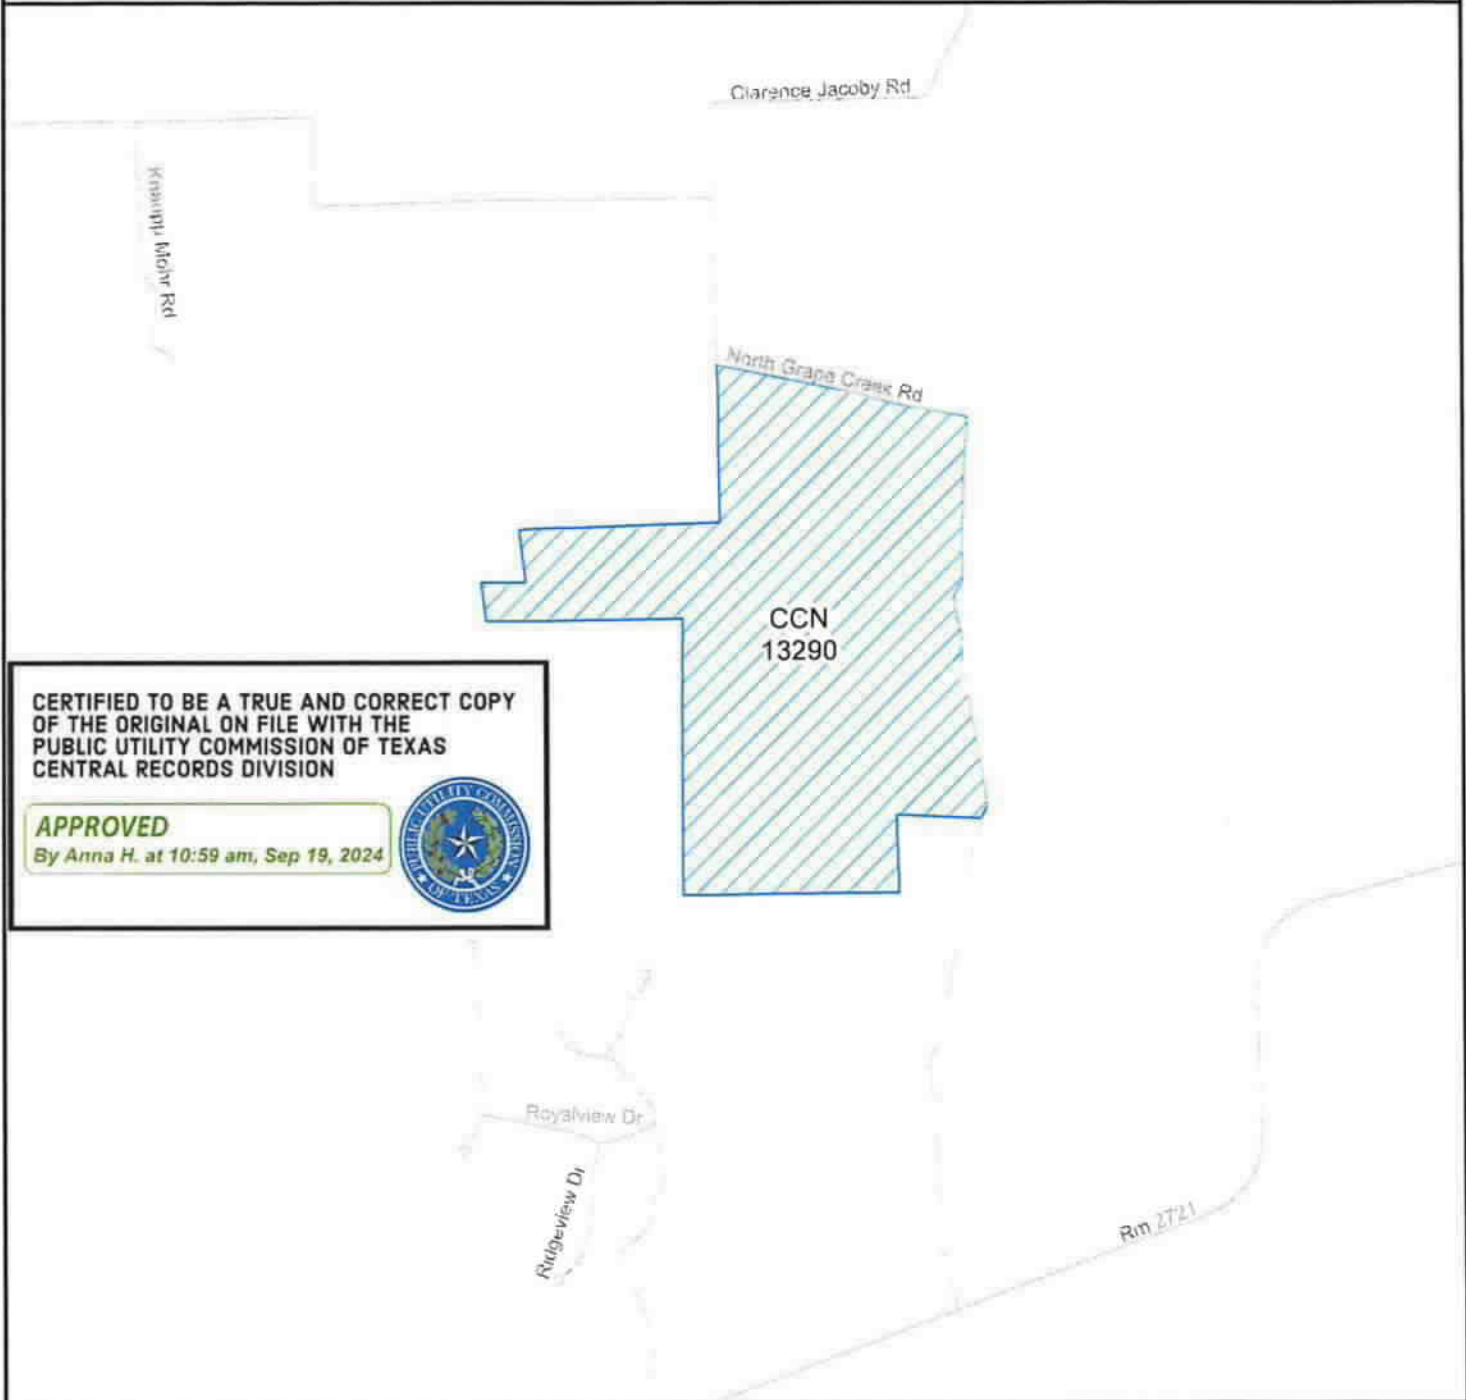 Clarence Jacoby Rd
Knaupp Mohr Rd
North Grape Creek Rd
CCN
13290
CERTIFIED TO BE A TRUE AND CORRECT COPY
OF THE ORIGINAL ON FILE WITH THE
PUBLIC UTILITY COMMISSION OF TEXAS
CENTRAL RECORDS DIVISION
APPROVED
By Anna H. at 10:59 am, Sep 19, 2024
PUBLIC UTILITY COMMISSION
OF TEXAS
Royalview Dr
Ridgeview Dr
Rm 2721